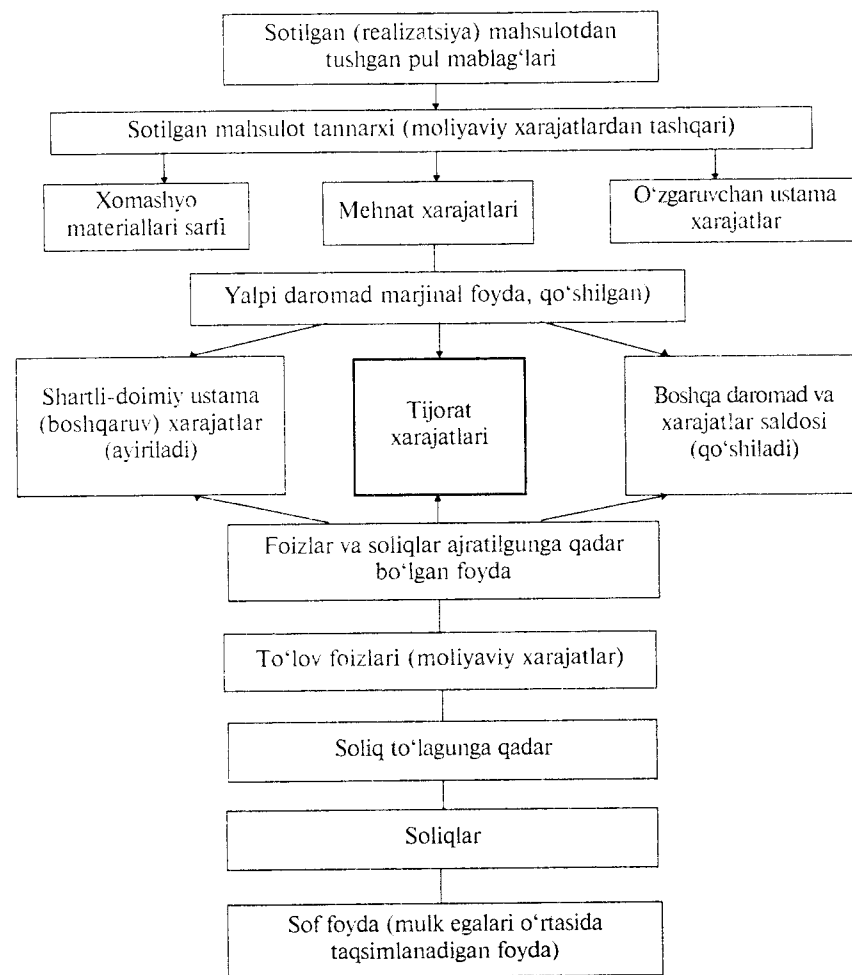 Sotilgan (realizatsiya) mahsulotdan
tushgan pul mablag‘lari
Sotilgan mahsulot tannarxi (moliyaviy xarajatlardan tashqari)
Xomashyo
materiallari sarfi
Mehnat xarajatlari
O‘zgaruvchan ustama
xarajatlar
Yalpi daromad marjinal foyda, qo‘shilgan)
Shartli-doimiy ustama
(boshqaruv) xarajatlar
(ayiriladi)
Tijorat
xarajatlari
Boshqa daromad va
xarajatlar saldosi
(qo‘shiladi)
Foizlar va soliqlar ajratilgunga qadar
bo‘lgan foyda
To‘lov foizlari (moliyaviy xarajatlar)
Soliq to‘lagunga qadar
Soliqlar
Sof foyda (mulk egalari o‘rtasida
taqsimlanadigan foyda)